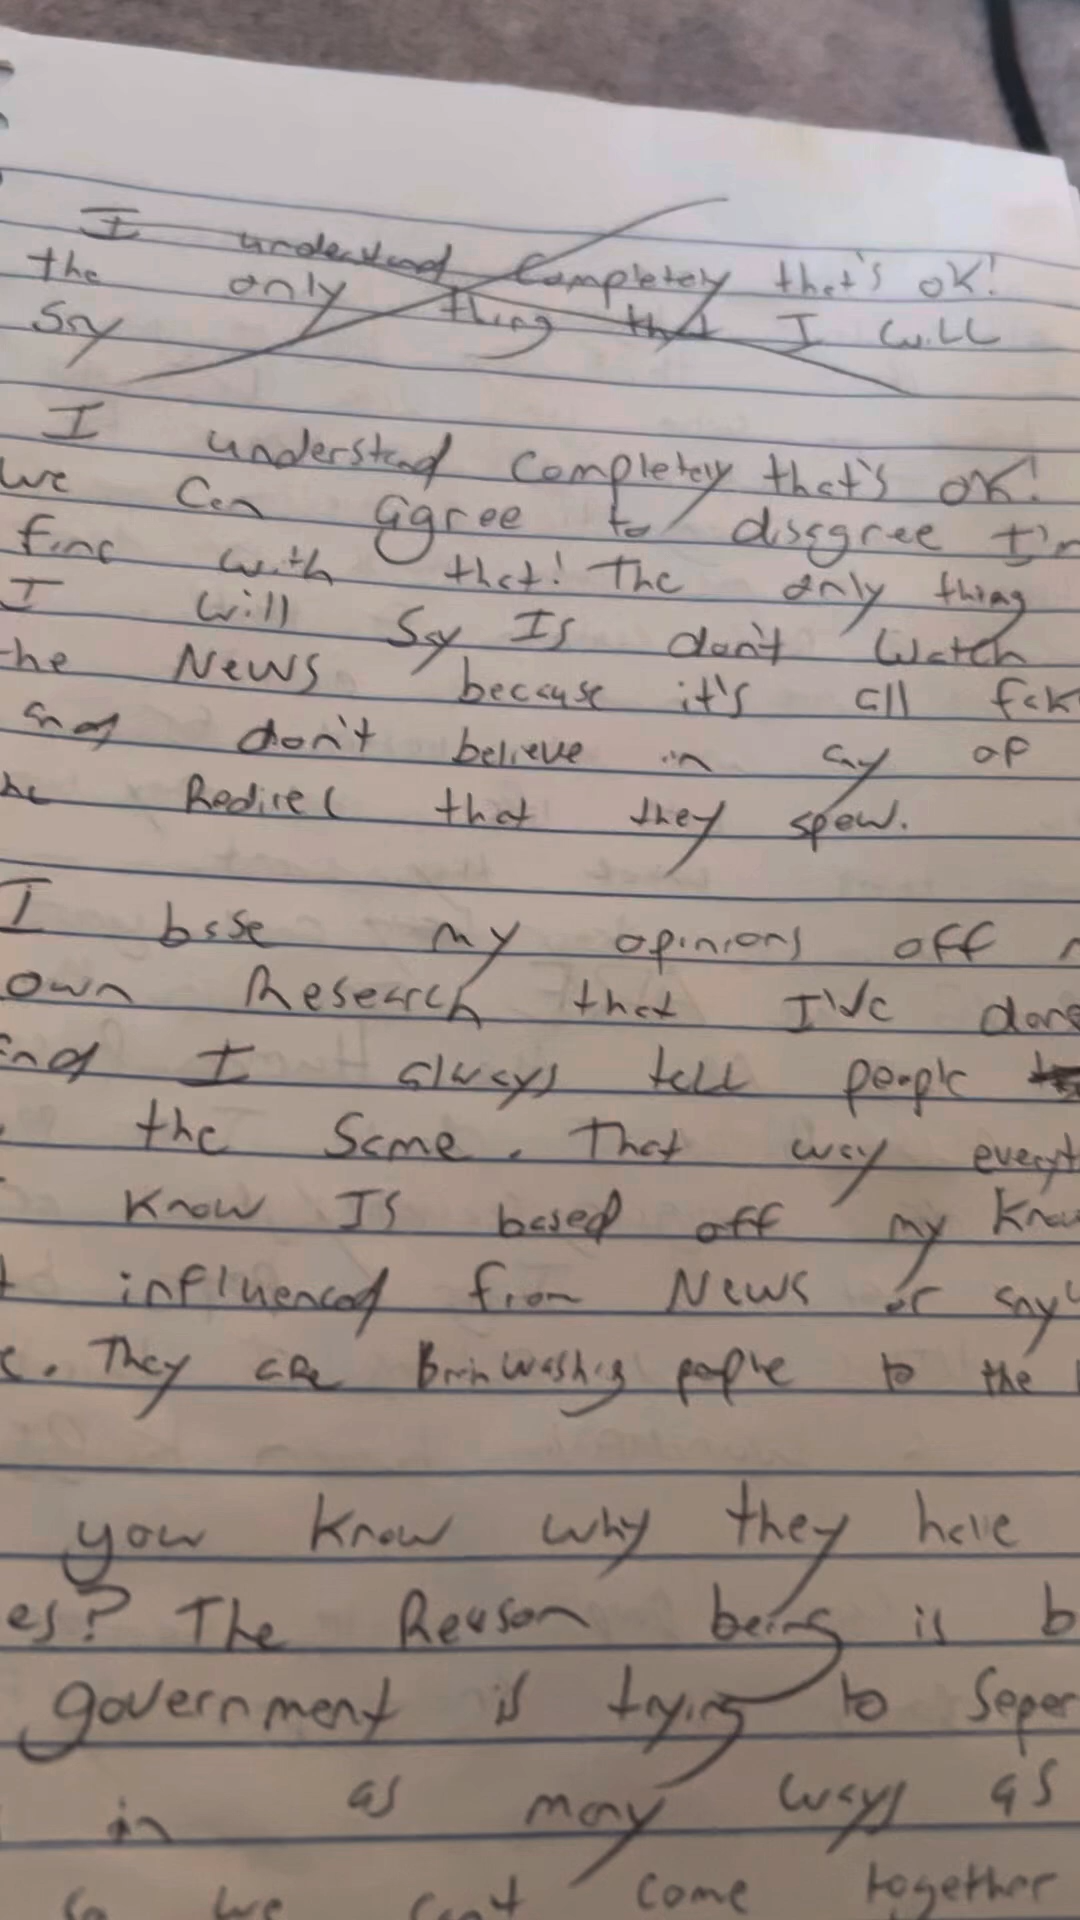 I understand Completely that's oK!
the only thing that I will
Say
I understand Completely that's oK!
we Can agree to disagree I'm
fine with that! The only thing
I will Say Is don't Watch
the News because it's all fak
and don't believe in any of
he that they spew.
I base my opinions off
own Research that I've done
and I always tell people
the Same. That way everyt
Know IS based off my Know
influenced from News or any
They are BrainWashing people to the
you know why they have
es? The Reason being is b
government is trying to Seper
in as many ways as
so we can't come together